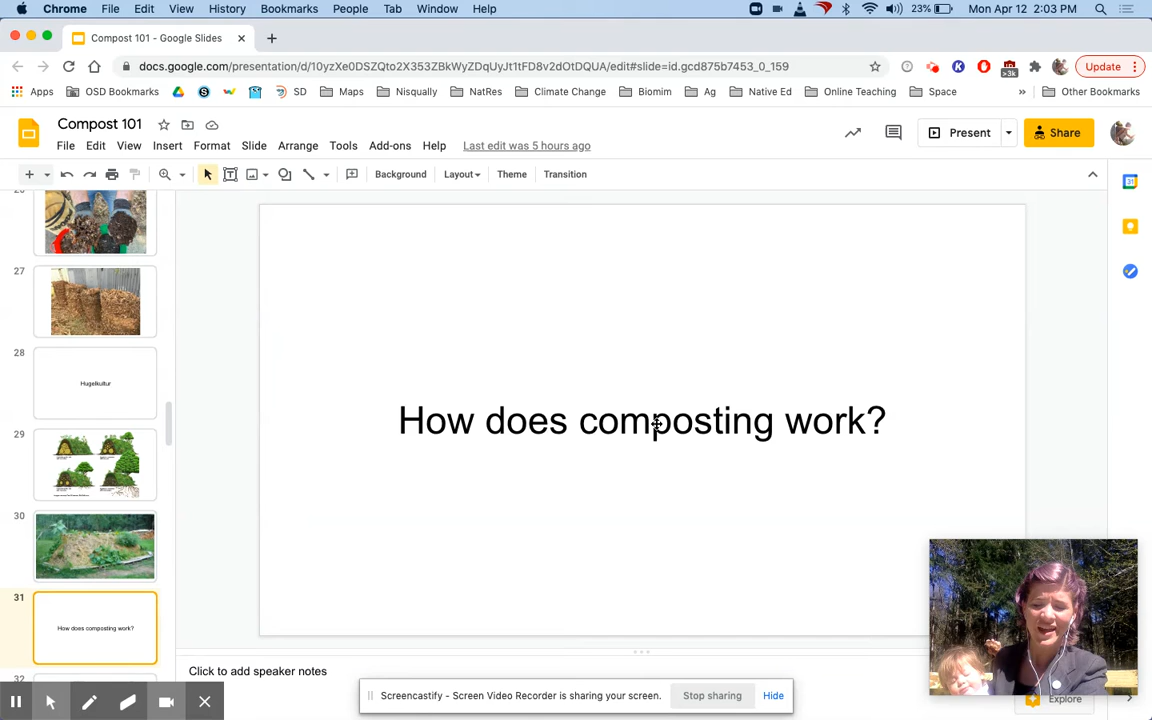 Chrome File Edit View History Bookmarks People Tab Window Help 23% Mon Apr 12 2:03 PM
Compost 101 - Google Slides
docs.google.com/presentation/d/10yzXe0DSZQto2X353ZBkWyZDqUyJt1tFD8v2dOtDQUA/edit#slide=id.gcd875b7453_0_159 >3k Update
Apps OSD Bookmarks SD Maps Nisqually NatRes Climate Change Biomim Ag Native Ed Online Teaching Space » Other Bookmarks
Compost 101
File Edit View Insert Format Slide Arrange Tools Add-ons Help Last edit was 5 hours ago
Present Share
Background Layout Theme Transition
31
27
28
Hugelkultur
29
30
31
How does composting work?
32
How does composting work?
Click to add speaker notes
Screencastify - Screen Video Recorder is sharing your screen. Stop sharing Hide
Explore